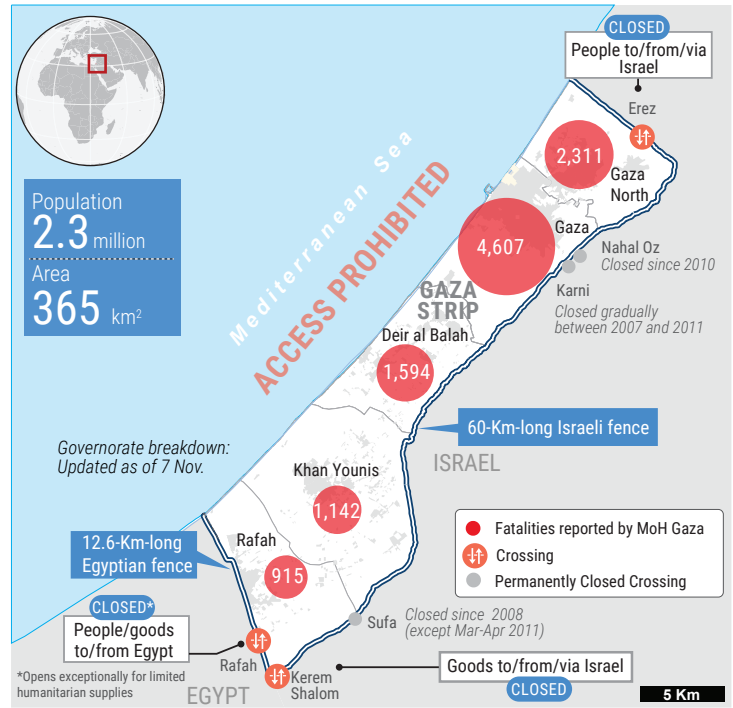 CLOSED
People to/from/via
Israel
Erez
2,311
Gaza
North
Population
2.3 million
Area
365 km²
Mediterranean Sea
ACCESS PROHIBITED
4,607
Gaza
Nahal Oz
Closed since 2010
Karni
Closed gradually
between 2007 and 2011
GAZA
STRIP
Deir al Balah
1,594
60-Km-long Israeli fence
ISRAEL
Governorate breakdown:
Updated as of 7 Nov.
Khan Younis
1,142
12.6-Km-long
Egyptian fence
Rafah
915
Fatalities reported by MoH Gaza
Crossing
Permanently Closed Crossing
CLOSED*
People/goods
to/from Egypt
Sufa
Closed since 2008
(except Mar-Apr 2011)
Rafah
*Opens exceptionally for limited
humanitarian supplies
EGYPT
Kerem
Shalom
Goods to/from/via Israel
CLOSED
5 Km